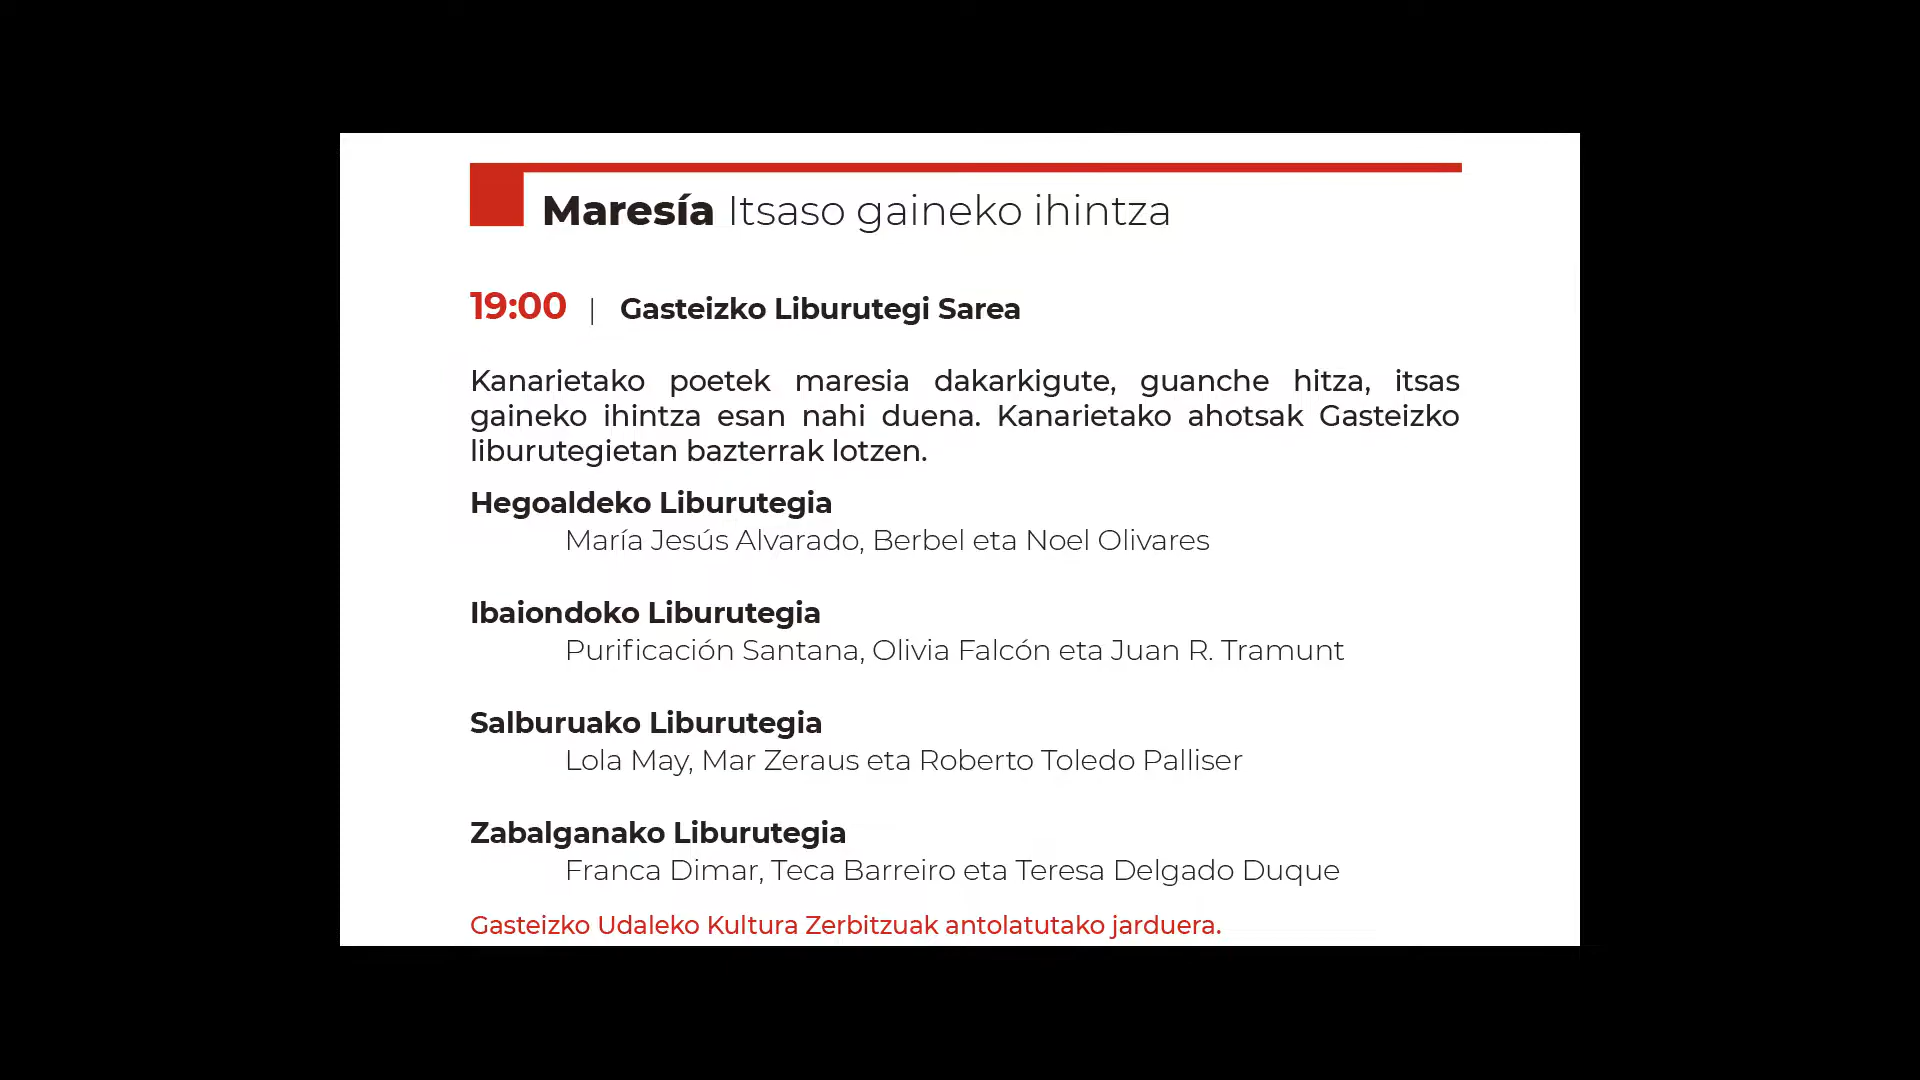 Maresía Itsaso gaineko ihintza
19:00 | Gasteizko Liburutegi Sarea
Kanarietako poetek maresia dakarkigute, guanche hitza, itsas
gaineko ihintza esan nahi duena. Kanarietako ahotsak Gasteizko
liburutegietan bazterrak lotzen.
Hegoaldeko Liburutegia
María Jesús Alvarado, Berbel eta Noel Olivares
Ibaiondoko Liburutegia
Purificación Santana, Olivia Falcón eta Juan R. Tramunt
Salburuako Liburutegia
Lola May, Mar Zeraus eta Roberto Toledo Palliser
Zabalganako Liburutegia
Franca Dimar, Teca Barreiro eta Teresa Delgado Duque
Gasteizko Udaleko Kultura Zerbitzuak antolatutako jarduera.